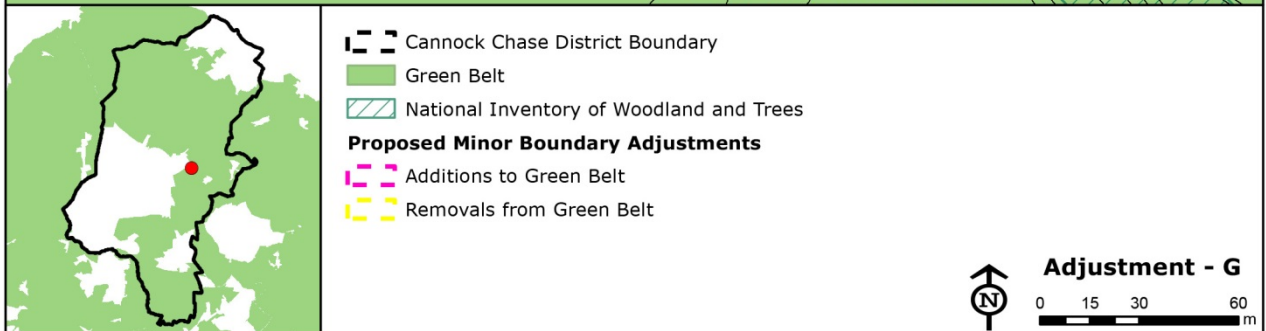 Cannock Chase District Boundary
Green Belt
National Inventory of Woodland and Trees
Proposed Minor Boundary Adjustments
Additions to Green Belt
Removals from Green Belt
Adjustment - G
N
0 15 30 60
m